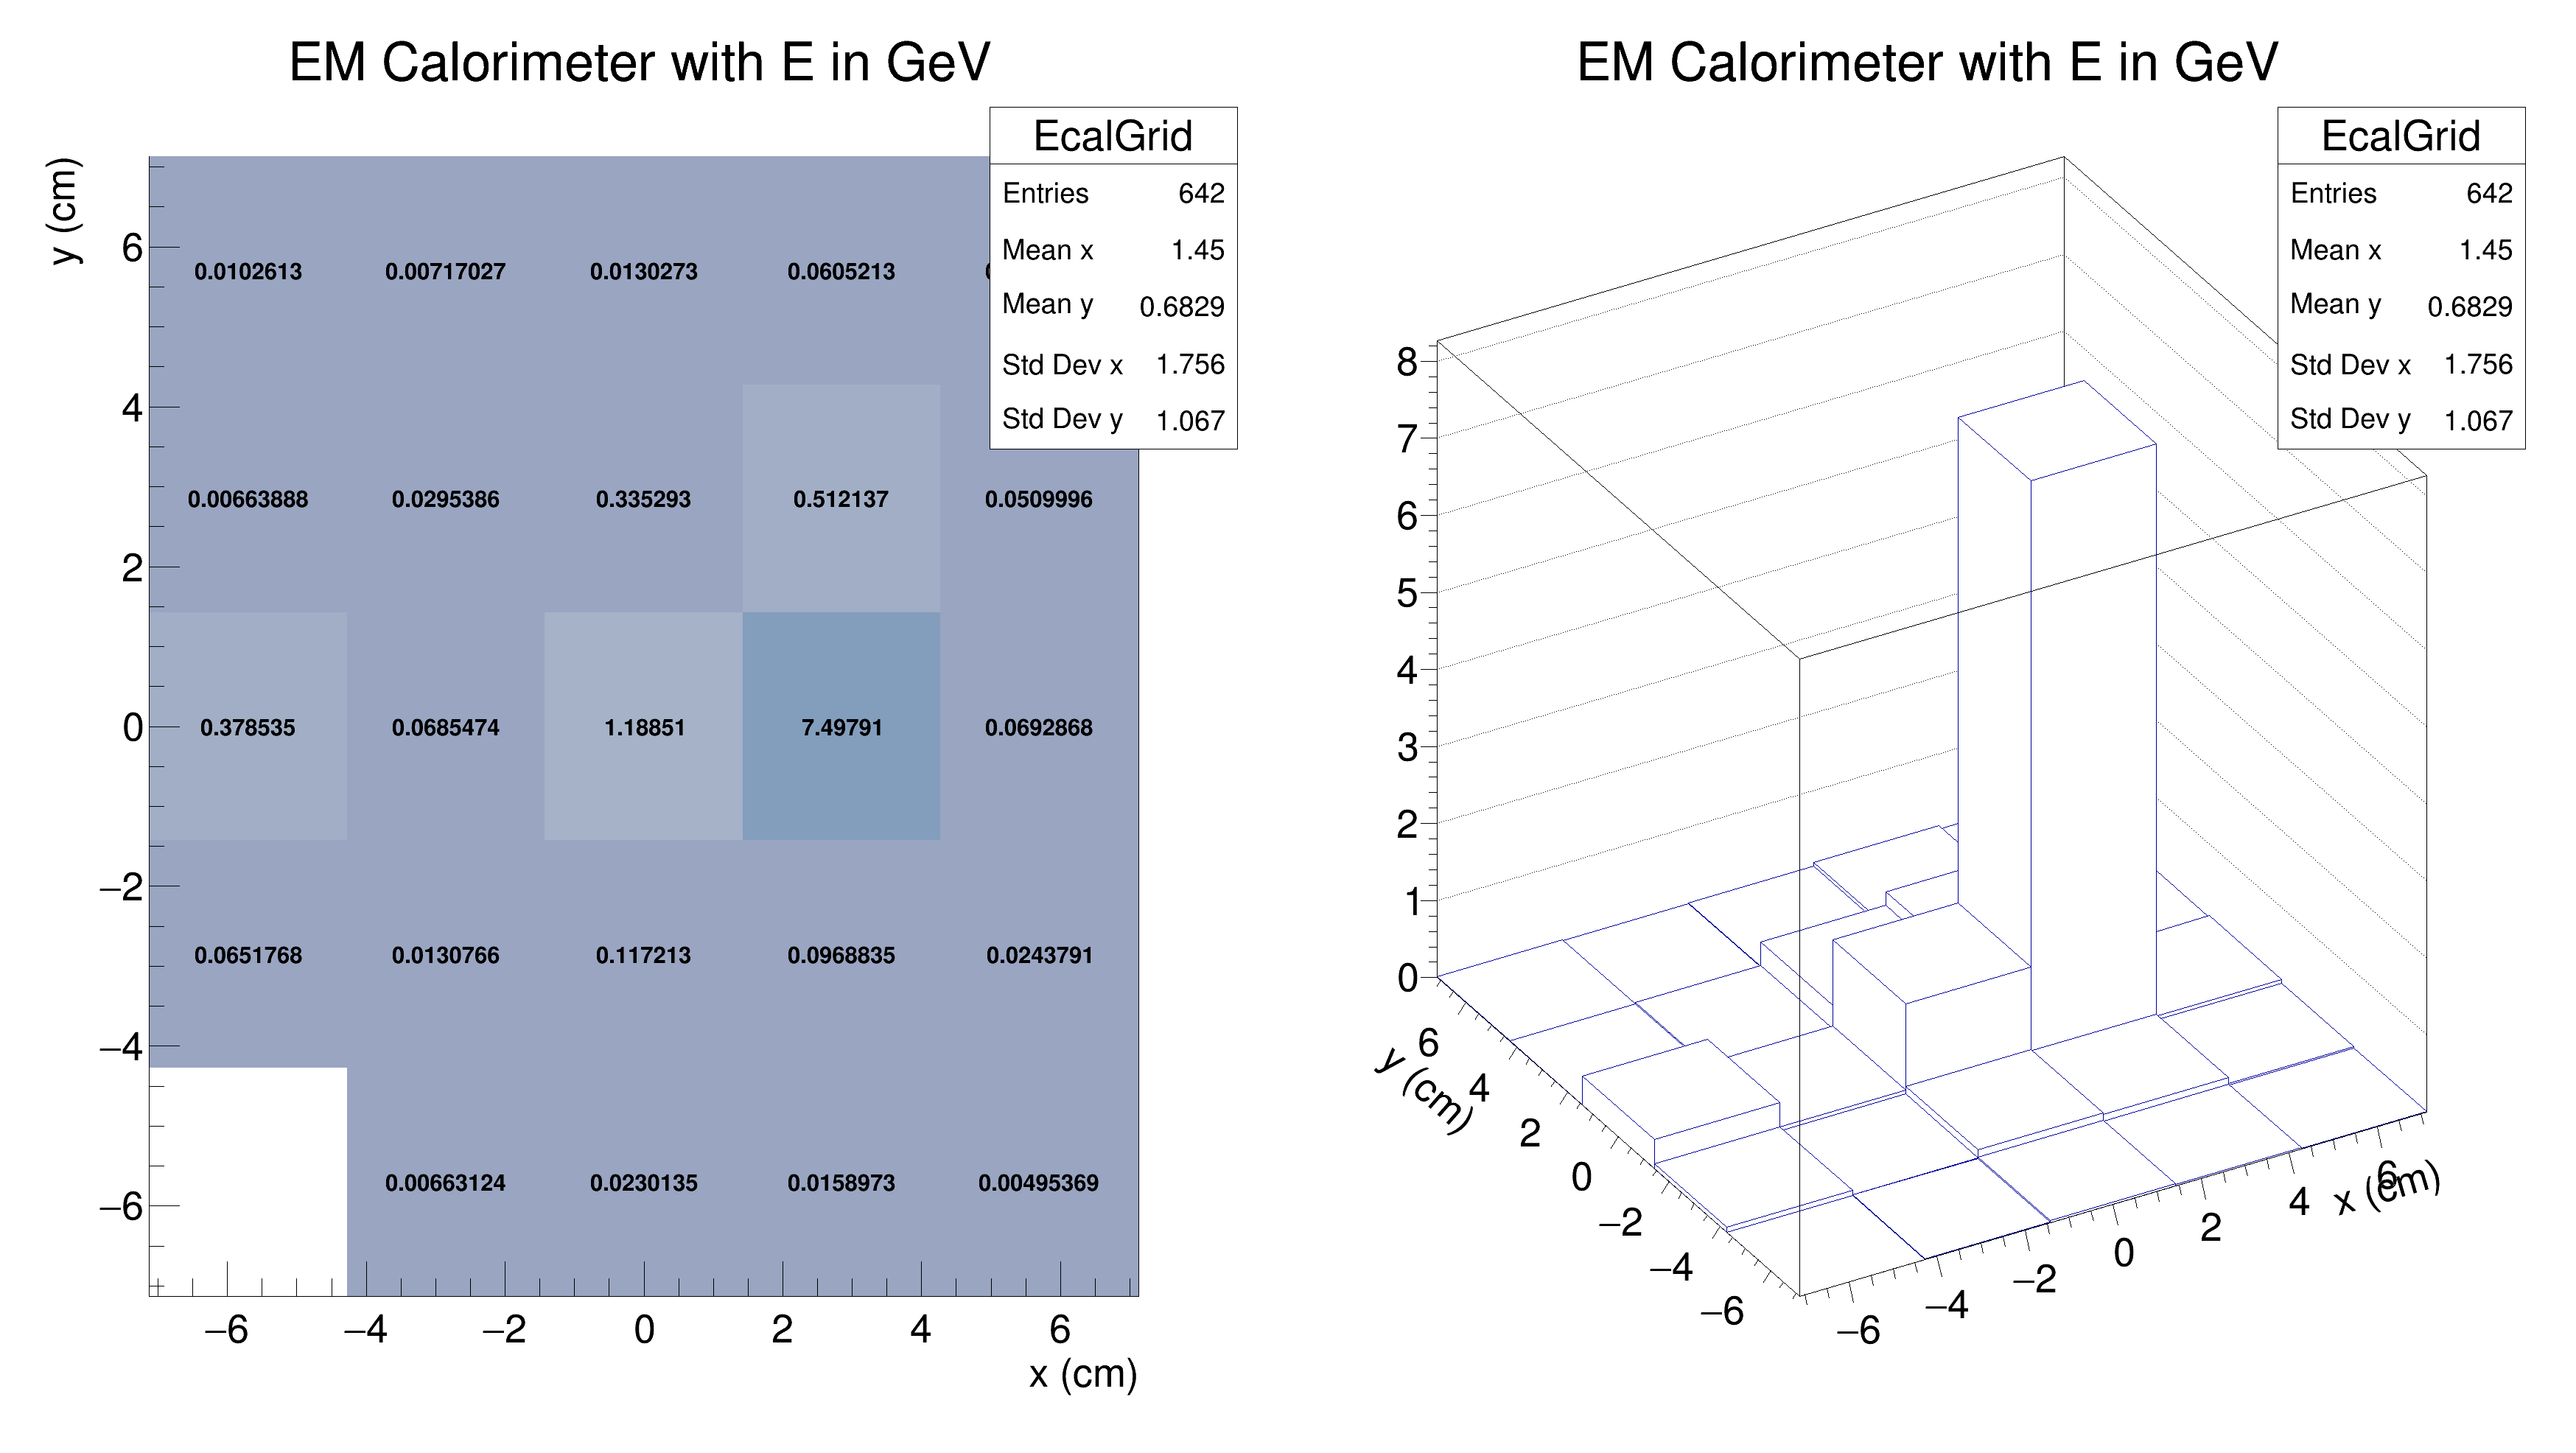 EM Calorimeter with E in GeV
EcalGrid
Entries 642
Mean x 1.45
Mean y 0.6829
Std Dev x 1.756
Std Dev y 1.067
y (cm)
6
4
2
0
−2
−4
−6
0.0102613 0.00717027 0.0130273 0.0605213
0.00663888 0.0295386 0.335293 0.512137 0.0509996
0.378535 0.0685474 1.18851 7.49791 0.0692868
0.0651768 0.0130766 0.117213 0.0968835 0.0243791
0.00663124 0.0230135 0.0158973 0.00495369
−6 −4 −2 0 2 4 6
x (cm)
EM Calorimeter with E in GeV
EcalGrid
Entries 642
Mean x 1.45
Mean y 0.6829
Std Dev x 1.756
Std Dev y 1.067
8
7
6
5
4
3
2
1
0
y (cm)
6
4
2
0
−2
−4
−6
−6
−4
−2
0
2
4
6
x (cm)